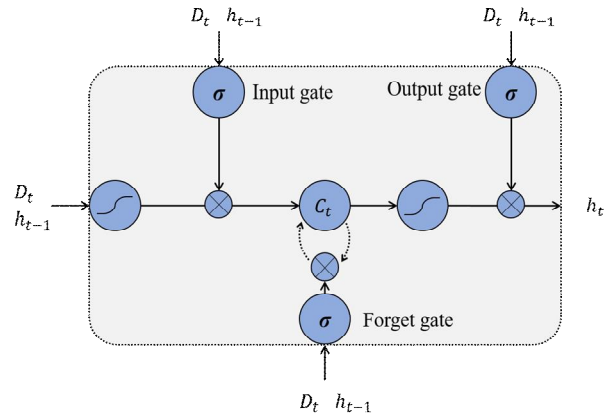 D_t h_{t−1}
D_t h_{t−1}
σ
Input gate
Output gate
σ
D_t
h_{t−1}
C_t
h_t
σ
Forget gate
D_t h_{t−1}